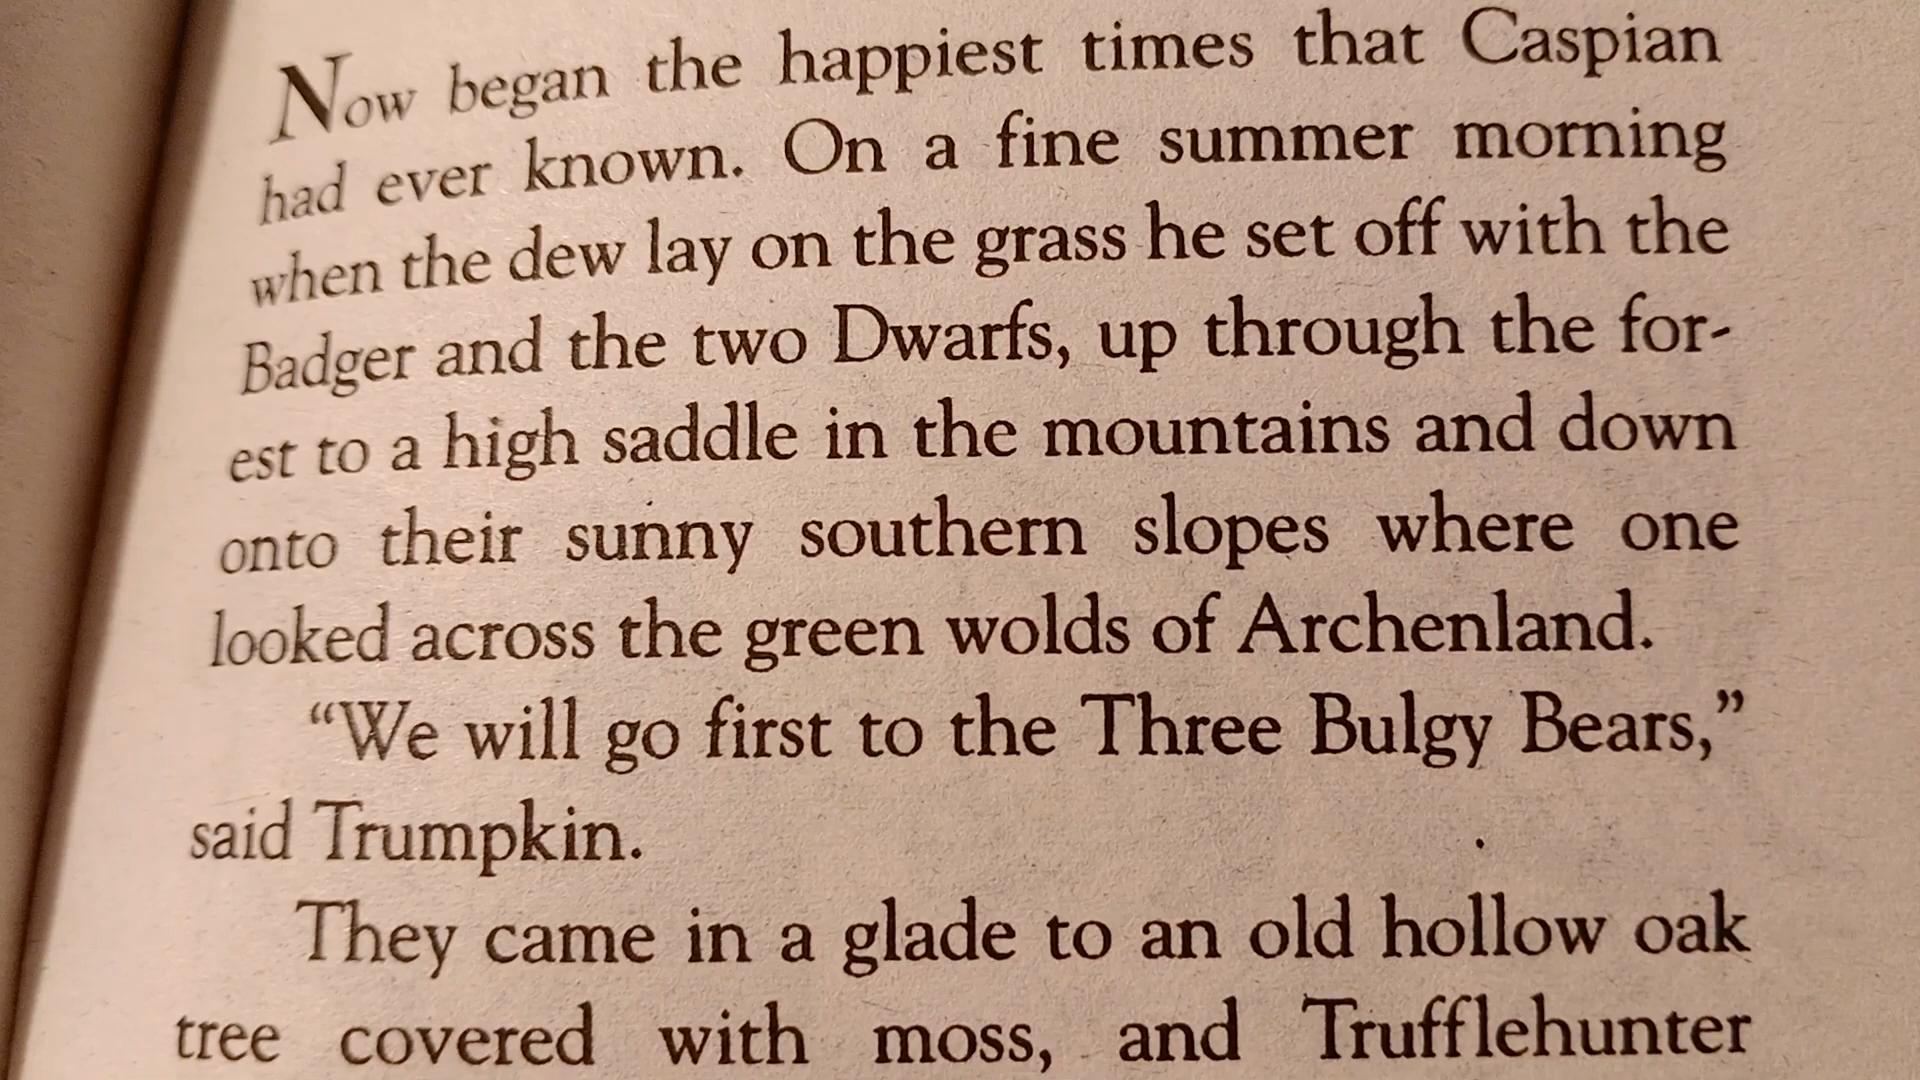 Now began the happiest times that Caspian
had ever known. On a fine summer morning
when the dew lay on the grass he set off with the
Badger and the two Dwarfs, up through the for-
est to a high saddle in the mountains and down
onto their sunny southern slopes where one
looked across the green wolds of Archenland.
“We will go first to the Three Bulgy Bears,”
said Trumpkin.
They came in a glade to an old hollow oak
tree covered with moss, and Trufflehunter